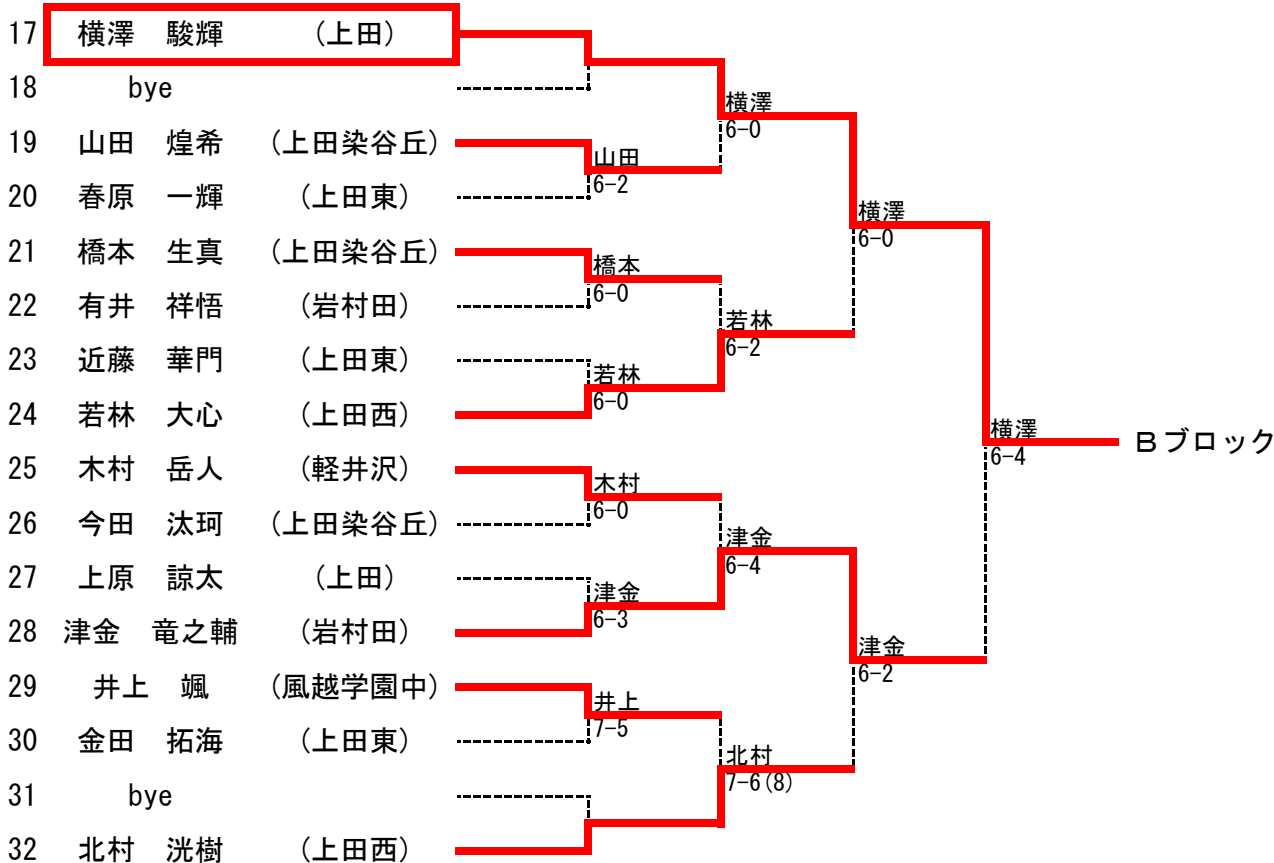 17 横澤 駿輝 (上田)
18 bye
横澤
6-0
19 山田 煌希 (上田染谷丘)
山田
6-2
20 春原 一輝 (上田東)
横澤
6-0
21 橋本 生真 (上田染谷丘)
橋本
6-0
22 有井 祥悟 (岩村田)
若林
6-2
23 近藤 華門 (上田東)
若林
6-0
24 若林 大心 (上田西)
横澤
6-4
Bブロック
25 木村 岳人 (軽井沢)
木村
6-0
26 今田 汰珂 (上田染谷丘)
津金
6-4
27 上原 諒太 (上田)
津金
6-3
28 津金 竜之輔 (岩村田)
津金
6-2
29 井上 颯 (風越学園中)
井上
7-5
30 金田 拓海 (上田東)
北村
7-6(8)
31 bye
32 北村 洸樹 (上田西)